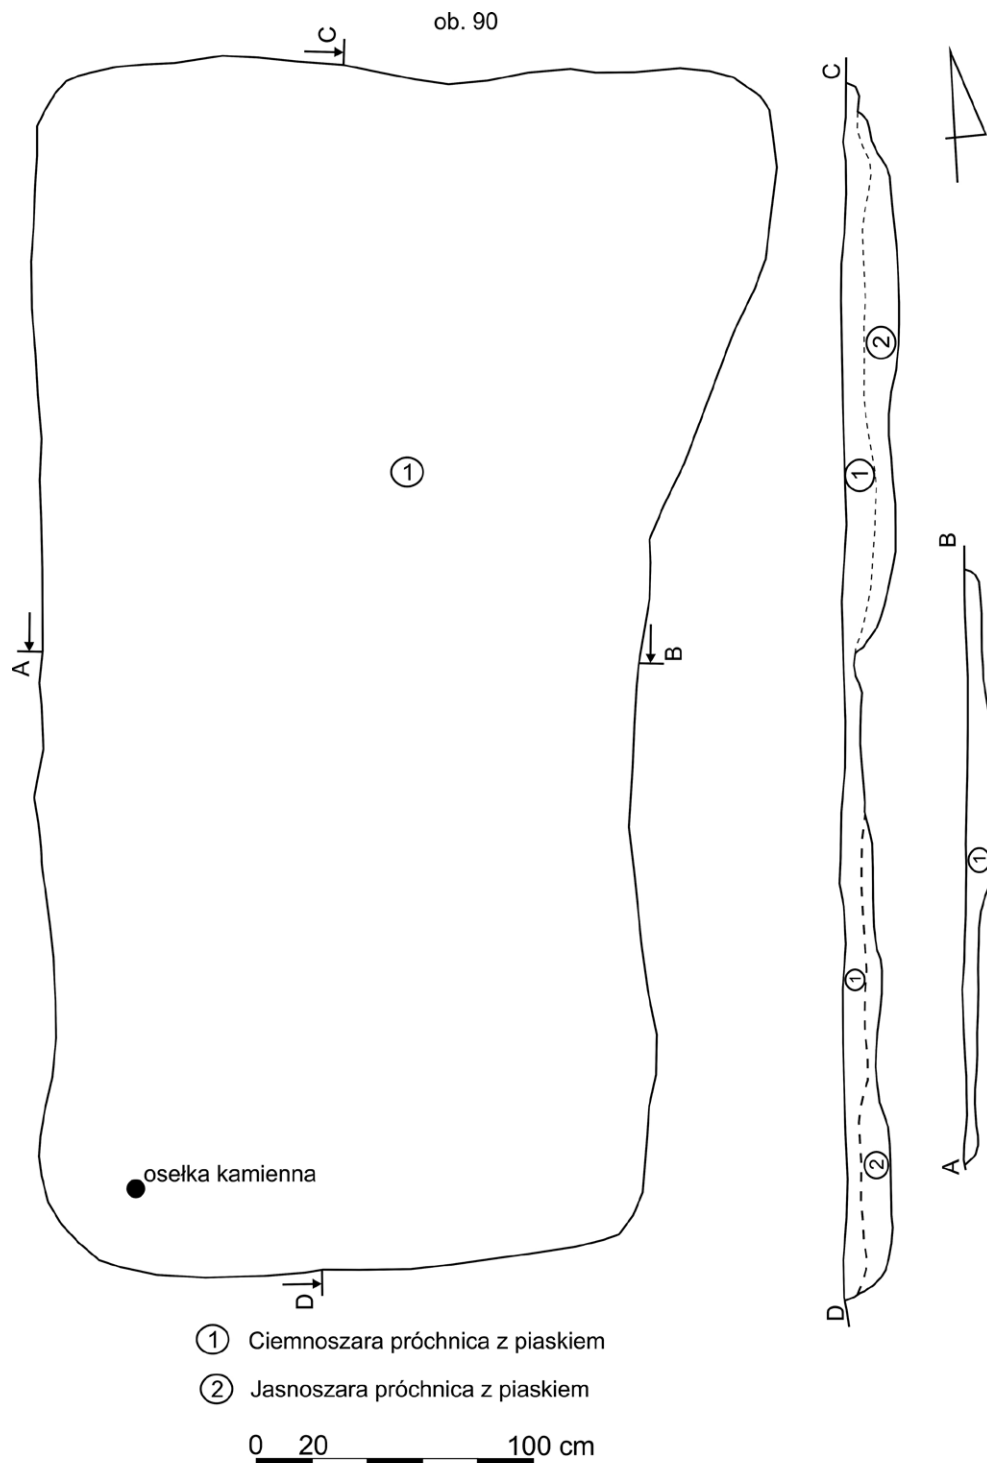 ob. 90
C
C
1
2
1
B
A
B
1
1
osełka kamienna
2
A
D
D
1 Ciemnoszara próchnica z piaskiem
2 Jasnoszara próchnica z piaskiem
0 20 100 cm